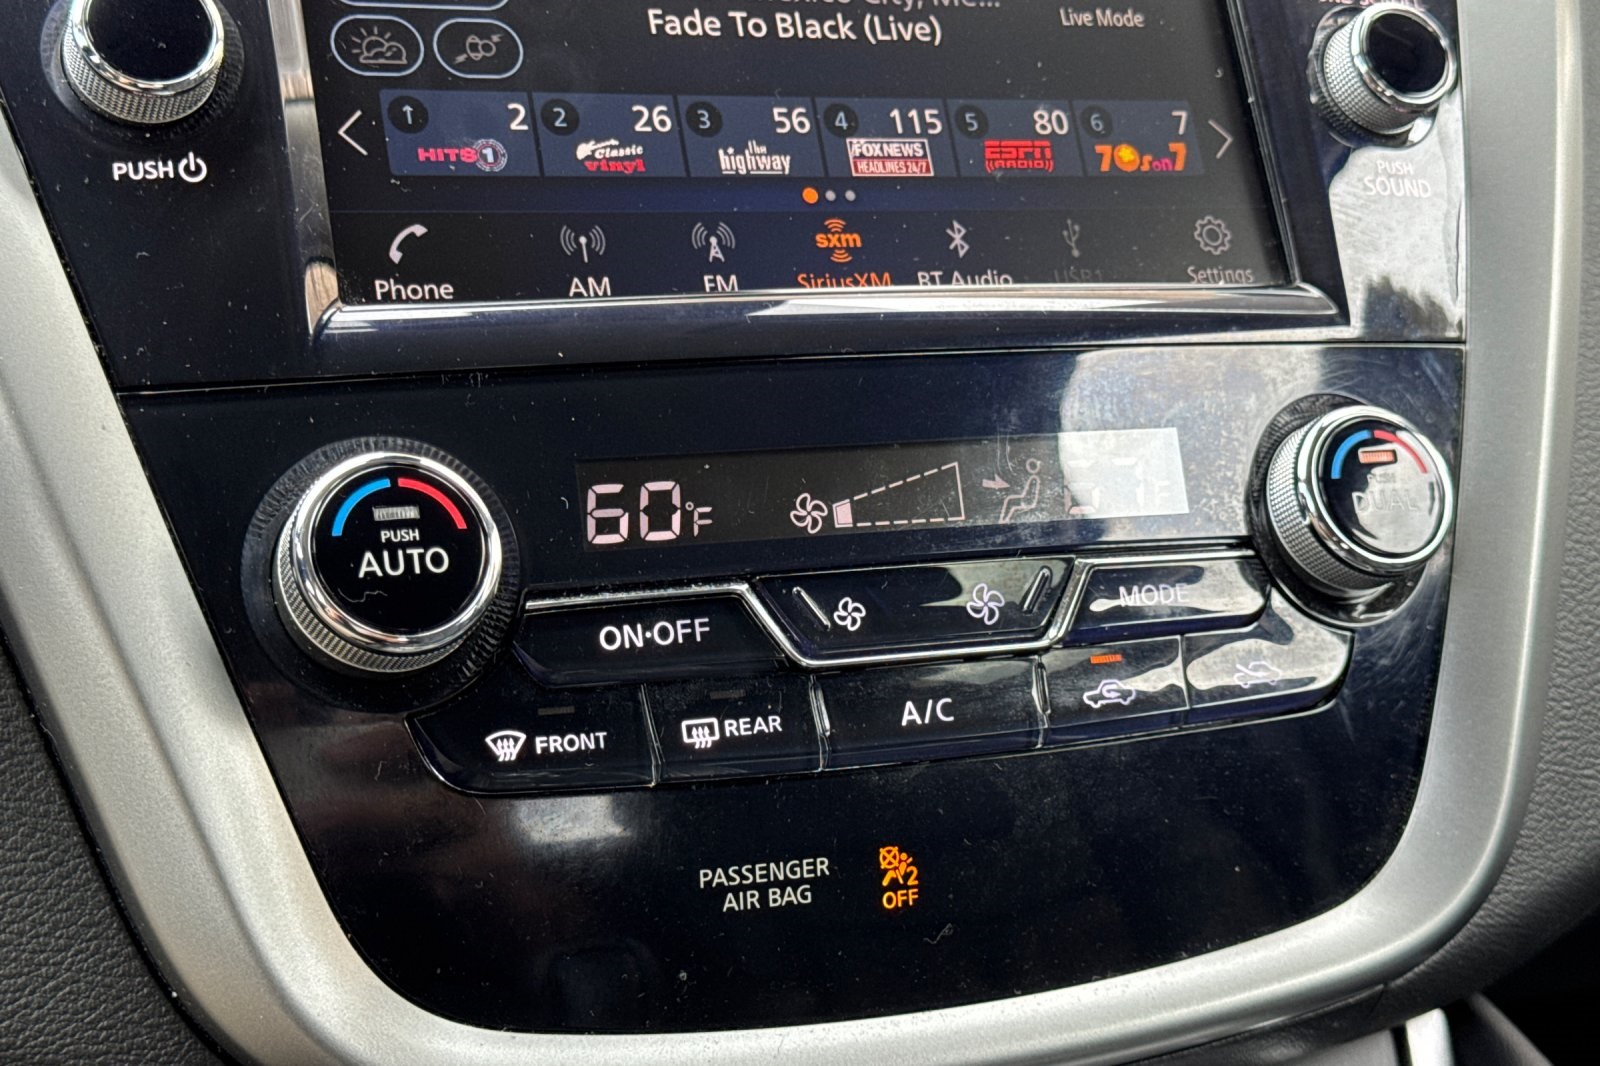 Fade To Black (Live)
Live Mode
1 2 HITS 1
2 26 Classic vinyl
3 56 the highway
4 115 FOX NEWS HEADLINES 24/7
5 80 ESPN ((RADIO))
6 7 70s on 7
PUSH
PUSH
SOUND
sxm
Phone
AM
FM
SiriusXM
BT Audio
USB1
Settings
60°F
PUSH
AUTO
DUAL
ON·OFF
MODE
FRONT
REAR
A/C
PASSENGER
AIR BAG
2
OFF